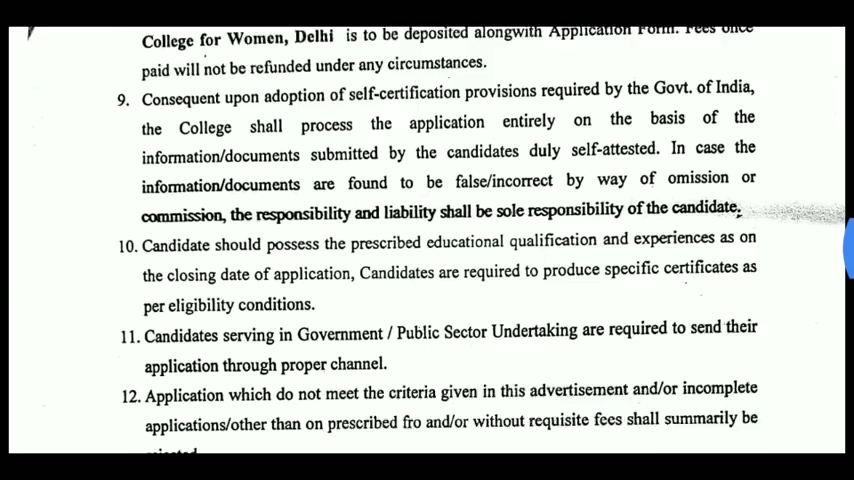 College for Women, Delhi is to be deposited alongwith Application Form. Fees once
paid will not be refunded under any circumstances.
9. Consequent upon adoption of self-certification provisions required by the Govt. of India,
the College shall process the application entirely on the basis of the
information/documents submitted by the candidates duly self-attested. In case the
information/documents are found to be false/incorrect by way of omission or
commission, the responsibility and liability shall be sole responsibility of the candidate.
10. Candidate should possess the prescribed educational qualification and experiences as on
the closing date of application, Candidates are required to produce specific certificates as
per eligibility conditions.
11. Candidates serving in Government / Public Sector Undertaking are required to send their
application through proper channel.
12. Application which do not meet the criteria given in this advertisement and/or incomplete
applications/other than on prescribed fro and/or without requisite fees shall summarily be